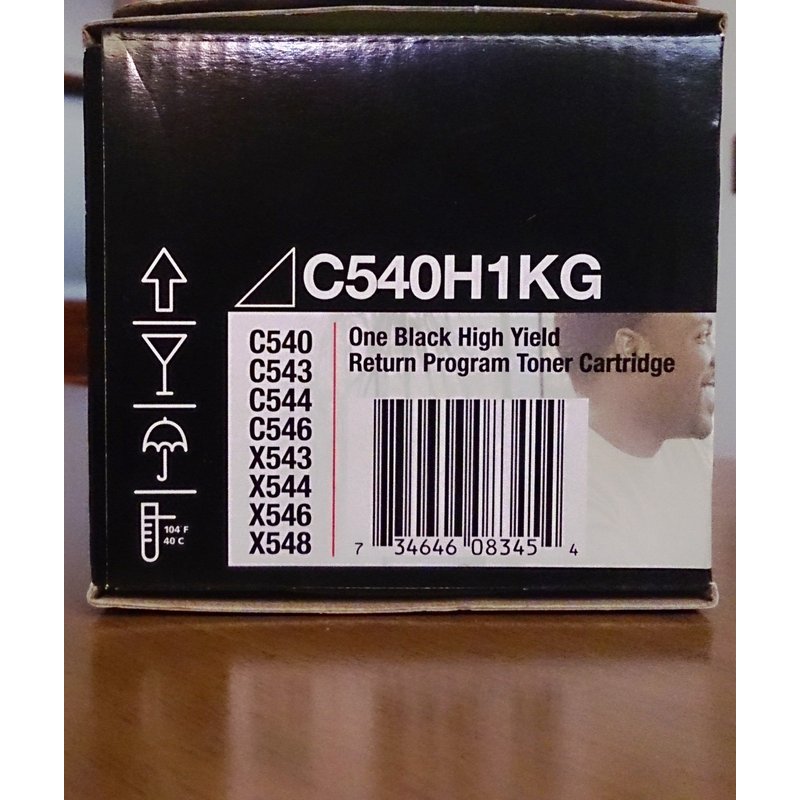 C540H1KG
C540
C543
C544
C546
X543
X544
X546
X548
One Black High Yield
Return Program Toner Cartridge
7 34646 08345 4
104 F
40 C